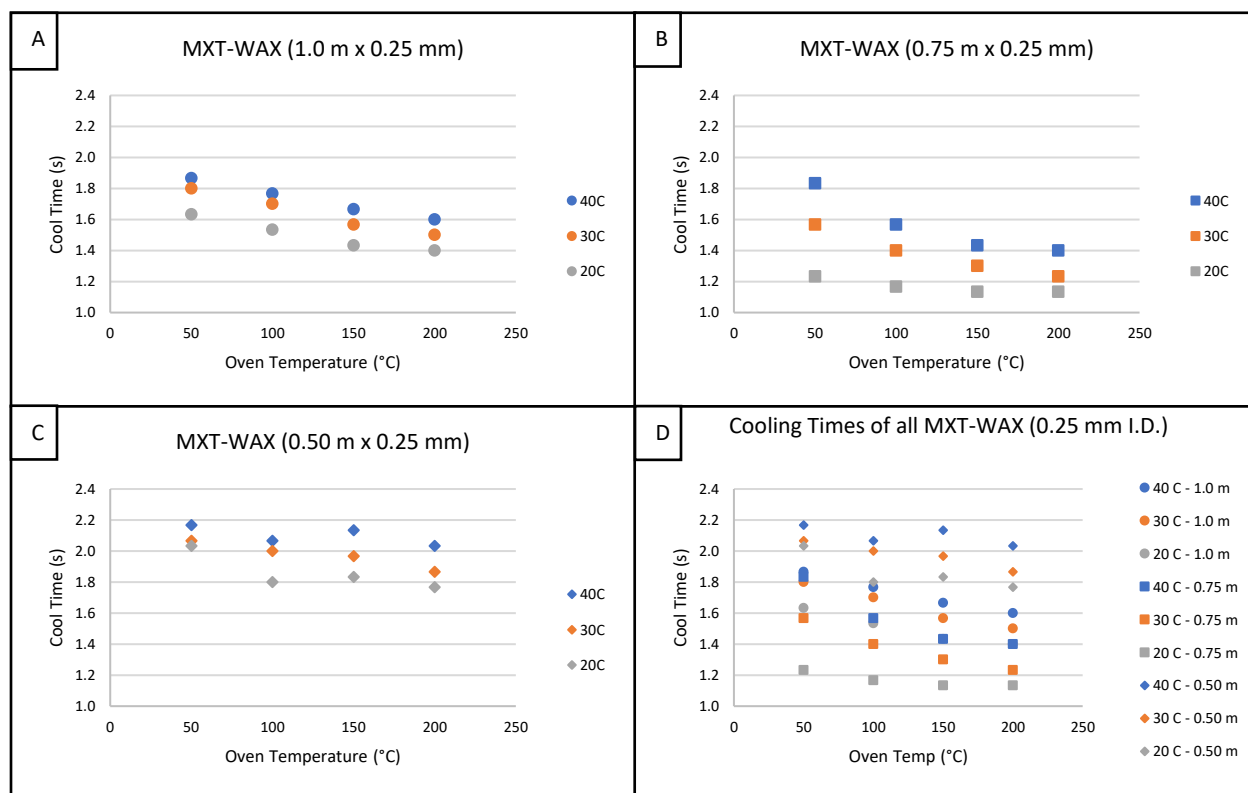 A
MXT-WAX (1.0 m x 0.25 mm)
Cool Time (s)
2.4
2.2
2.0
1.8
1.6
1.4
1.2
1.0
0 50 100 150 200 250
Oven Temperature (°C)
40C
30C
20C
B
MXT-WAX (0.75 m x 0.25 mm)
Cool Time (s)
2.4
2.2
2.0
1.8
1.6
1.4
1.2
1.0
0 50 100 150 200 250
Oven Temperature (°C)
40C
30C
20C
C
MXT-WAX (0.50 m x 0.25 mm)
Cool Time (s)
2.4
2.2
2.0
1.8
1.6
1.4
1.2
1.0
0 50 100 150 200 250
Oven Temperature (°C)
40C
30C
20C
D
Cooling Times of all MXT-WAX (0.25 mm I.D.)
Cool Time (s)
2.4
2.2
2.0
1.8
1.6
1.4
1.2
1.0
0 50 100 150 200 250
Oven Temp (°C)
40 C - 1.0 m
30 C - 1.0 m
20 C - 1.0 m
40 C - 0.75 m
30 C - 0.75 m
20 C - 0.75 m
40 C - 0.50 m
30 C - 0.50 m
20 C - 0.50 m